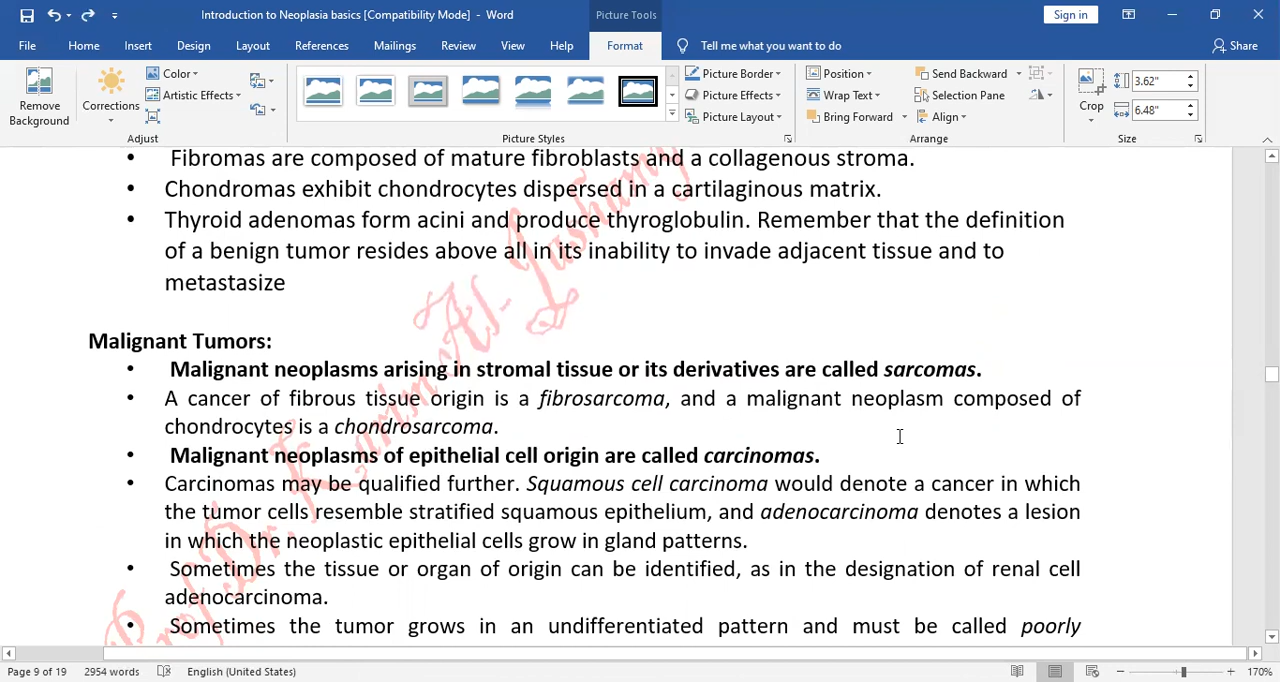 Introduction to Neoplasia basics [Compatibility Mode] - Word
Picture Tools
Sign in
File Home Insert Design Layout References Mailings Review View Help Format Tell me what you want to do Share
Remove Background
Corrections
Color
Artistic Effects
Adjust
Picture Styles
Picture Border
Picture Effects
Picture Layout
Position
Wrap Text
Bring Forward
Send Backward
Selection Pane
Align
Arrange
Crop
3.62"
6.48"
Size
• Fibromas are composed of mature fibroblasts and a collagenous stroma.
• Chondromas exhibit chondrocytes dispersed in a cartilaginous matrix.
• Thyroid adenomas form acini and produce thyroglobulin. Remember that the definition
of a benign tumor resides above all in its inability to invade adjacent tissue and to
metastasize
Malignant Tumors:
• Malignant neoplasms arising in stromal tissue or its derivatives are called sarcomas.
• A cancer of fibrous tissue origin is a fibrosarcoma, and a malignant neoplasm composed of
chondrocytes is a chondrosarcoma.
• Malignant neoplasms of epithelial cell origin are called carcinomas.
• Carcinomas may be qualified further. Squamous cell carcinoma would denote a cancer in which
the tumor cells resemble stratified squamous epithelium, and adenocarcinoma denotes a lesion
in which the neoplastic epithelial cells grow in gland patterns.
• Sometimes the tissue or organ of origin can be identified, as in the designation of renal cell
adenocarcinoma.
• Sometimes the tumor grows in an undifferentiated pattern and must be called poorly
Prof Dr. Karim Al-Jashamy
Page 9 of 19 2954 words English (United States) 170%